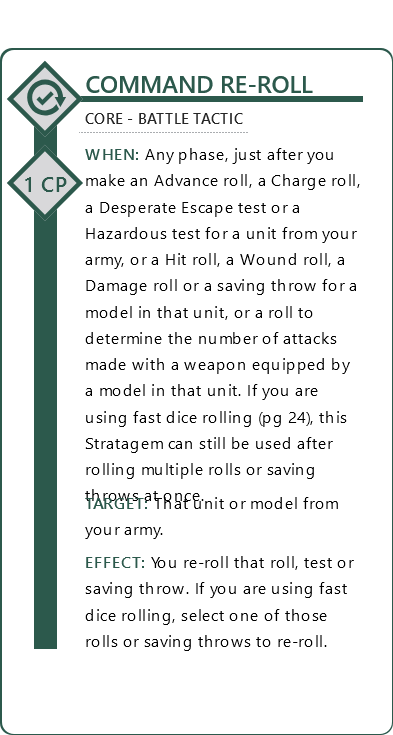 COMMAND RE-ROLL
CORE - BATTLE TACTIC
1 CP
WHEN: Any phase, just after you
make an Advance roll, a Charge roll,
a Desperate Escape test or a
Hazardous test for a unit from your
army, or a Hit roll, a Wound roll, a
Damage roll or a saving throw for a
model in that unit, or a roll to
determine the number of attacks
made with a weapon equipped by
a model in that unit. If you are
using fast dice rolling (pg 24), this
Stratagem can still be used after
rolling multiple rolls or saving
throws at once.
TARGET: That unit or model from
your army.
EFFECT: You re-roll that roll, test or
saving throw. If you are using fast
dice rolling, select one of those
rolls or saving throws to re-roll.